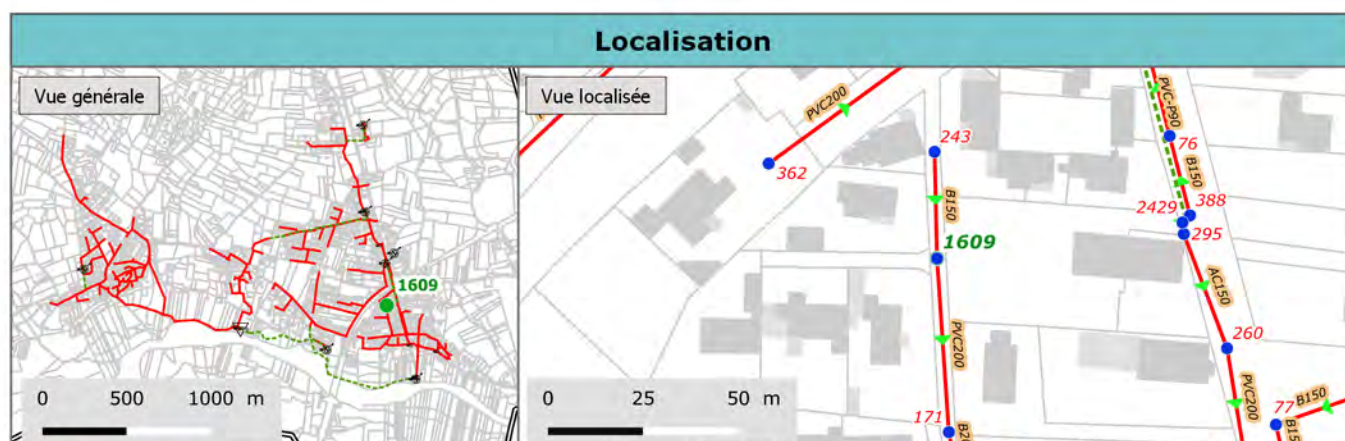 Localisation
Vue générale
1609
0 500 1000 m
Vue localisée
PVC200
362
243
B150
1609
PVC200
171
PVC-P90
76
B150
388
2429
295
AC150
260
PVC200
77
B150
0 25 50 m